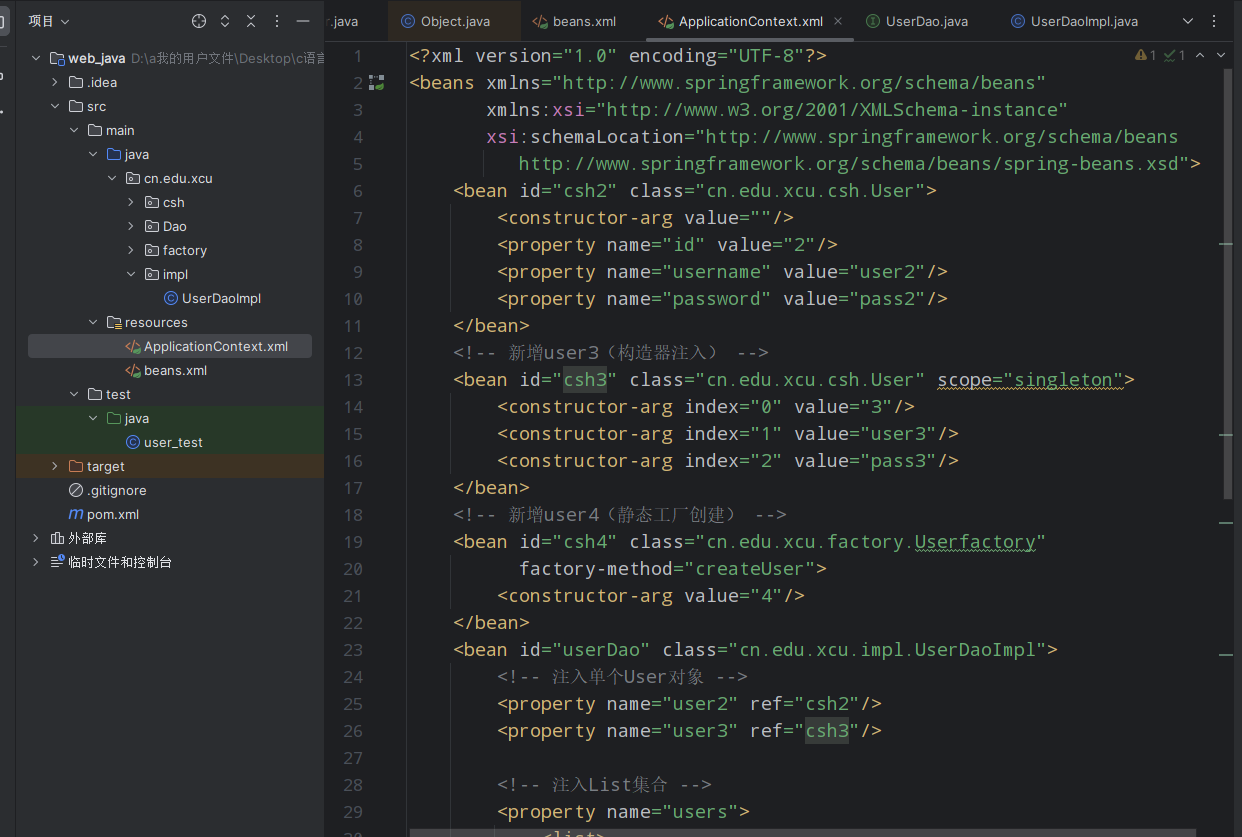 项目
.java
Object.java
beans.xml
ApplicationContext.xml
UserDao.java
UserDaoImpl.java
web_java D:\a我的用户文件\Desktop\c语言
.idea
src
main
java
cn.edu.xcu
csh
Dao
factory
impl
UserDaoImpl
resources
ApplicationContext.xml
beans.xml
test
java
user_test
target
.gitignore
pom.xml
外部库
临时文件和控制台
1 1
1 <?xml version="1.0" encoding="UTF-8"?>
2 <beans xmlns="http://www.springframework.org/schema/beans"
3 xmlns:xsi="http://www.w3.org/2001/XMLSchema-instance"
4 xsi:schemaLocation="http://www.springframework.org/schema/beans
5 http://www.springframework.org/schema/beans/spring-beans.xsd">
6 <bean id="csh2" class="cn.edu.xcu.csh.User">
7 <constructor-arg value=""/>
8 <property name="id" value="2"/>
9 <property name="username" value="user2"/>
10 <property name="password" value="pass2"/>
11 </bean>
12 <!-- 新增user3（构造器注入） -->
13 <bean id="csh3" class="cn.edu.xcu.csh.User" scope="singleton">
14 <constructor-arg index="0" value="3"/>
15 <constructor-arg index="1" value="user3"/>
16 <constructor-arg index="2" value="pass3"/>
17 </bean>
18 <!-- 新增user4（静态工厂创建） -->
19 <bean id="csh4" class="cn.edu.xcu.factory.Userfactory"
20 factory-method="createUser">
21 <constructor-arg value="4"/>
22 </bean>
23 <bean id="userDao" class="cn.edu.xcu.impl.UserDaoImpl">
24 <!-- 注入单个User对象 -->
25 <property name="user2" ref="csh2"/>
26 <property name="user3" ref="csh3"/>
27
28 <!-- 注入List集合 -->
29 <property name="users">
30 <list>